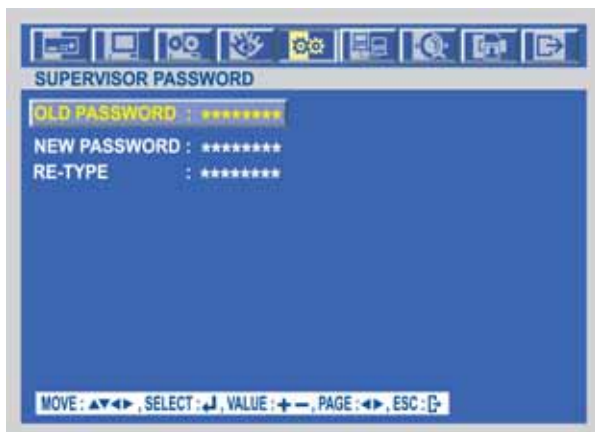 SUPERVISOR PASSWORD
OLD PASSWORD : ********
NEW PASSWORD : ********
RE-TYPE : ********
MOVE : ▲▼◄► , SELECT : ↲ , VALUE : + − , PAGE : ◄► , ESC :